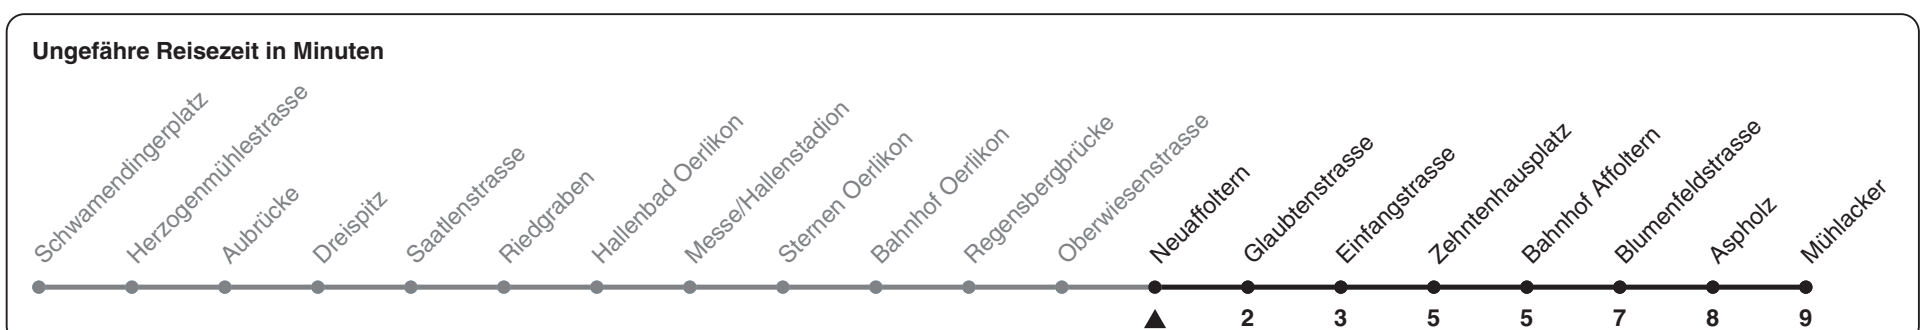 Ungefähre Reisezeit in Minuten
Schwamendingerplatz
Herzogenmühlestrasse
Aubrücke
Dreispitz
Saatlenstrasse
Riedgraben
Hallenbad Oerlikon
Messe/Hallenstadion
Sternen Oerlikon
Bahnhof Oerlikon
Regensbergbrücke
Oberwiesenstrasse
Neuaffoltern
Glaubtenstrasse
Einfangstrasse
Zehntenhausplatz
Bahnhof Affoltern
Blumenfeldstrasse
Aspholz
Mühlacker
2 3 5 5 7 8 9